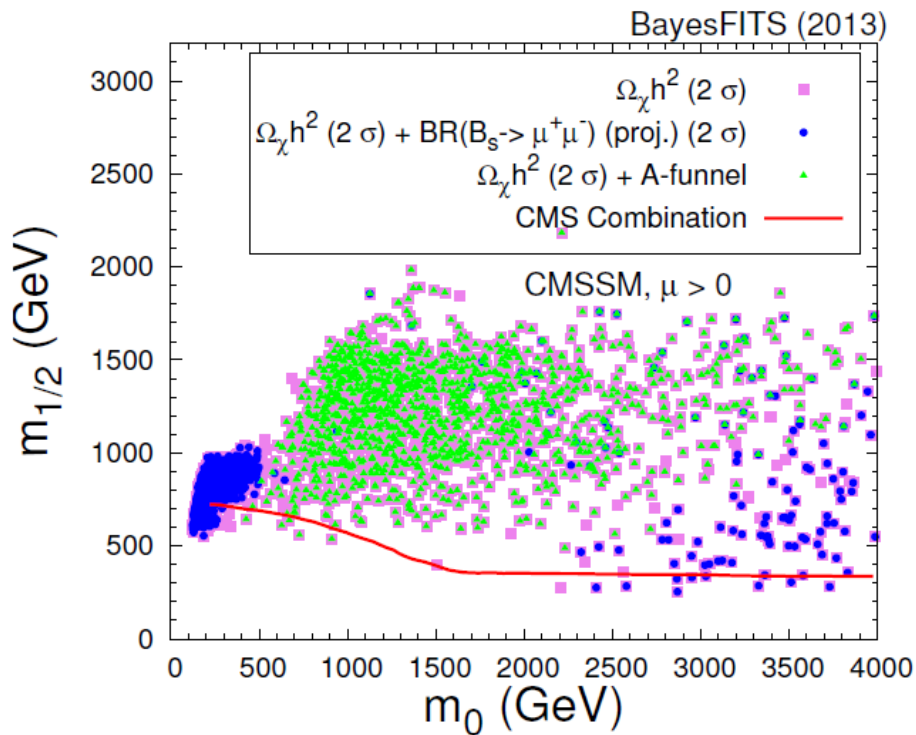 BayesFITS (2013)
Ωχh² (2 σ)
Ωχh² (2 σ) + BR(Bs-> μ⁺μ⁻) (proj.) (2 σ)
Ωχh² (2 σ) + A-funnel
CMS Combination
CMSSM, μ > 0
3000
2500
2000
1500
1000
500
0
m1/2 (GeV)
0 500 1000 1500 2000 2500 3000 3500 4000
m0 (GeV)